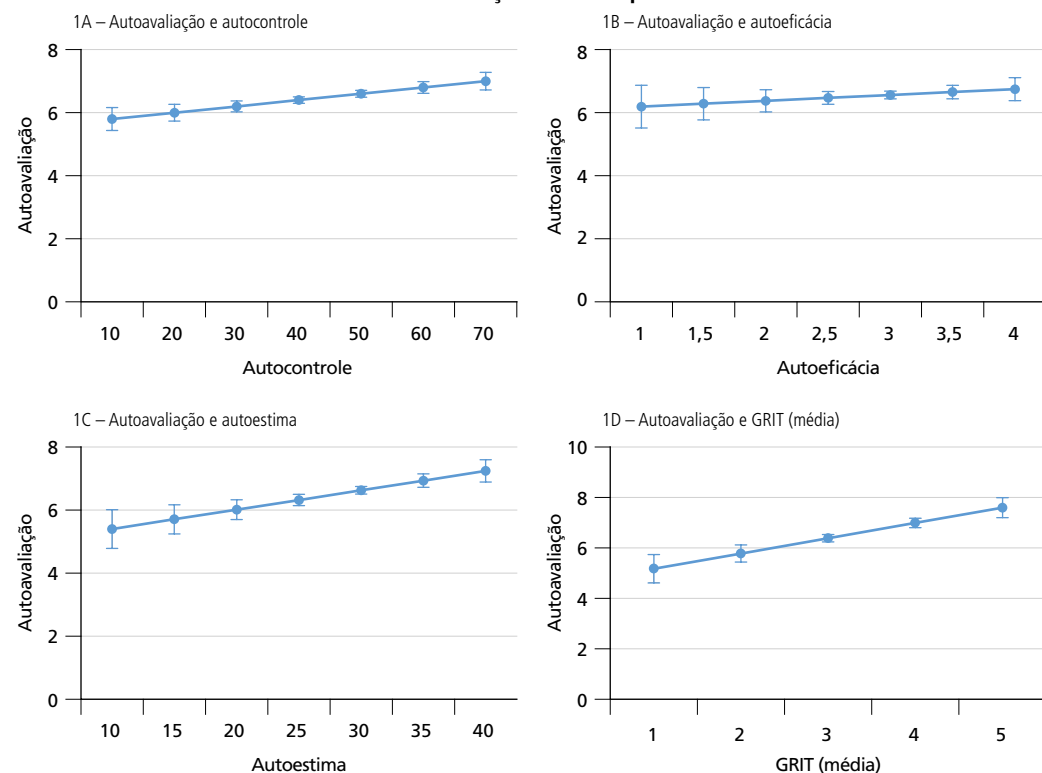 1A – Autoavaliação e autocontrole
8
6
4
2
0
Autoavaliação
10 20 30 40 50 60 70
Autocontrole
1B – Autoavaliação e autoeficácia
8
6
4
2
0
Autoavaliação
1 1,5 2 2,5 3 3,5 4
Autoeficácia
1C – Autoavaliação e autoestima
8
6
4
2
0
Autoavaliação
10 15 20 25 30 35 40
Autoestima
1D – Autoavaliação e GRIT (média)
10
8
6
4
2
0
Autoavaliação
1 2 3 4 5
GRIT (média)